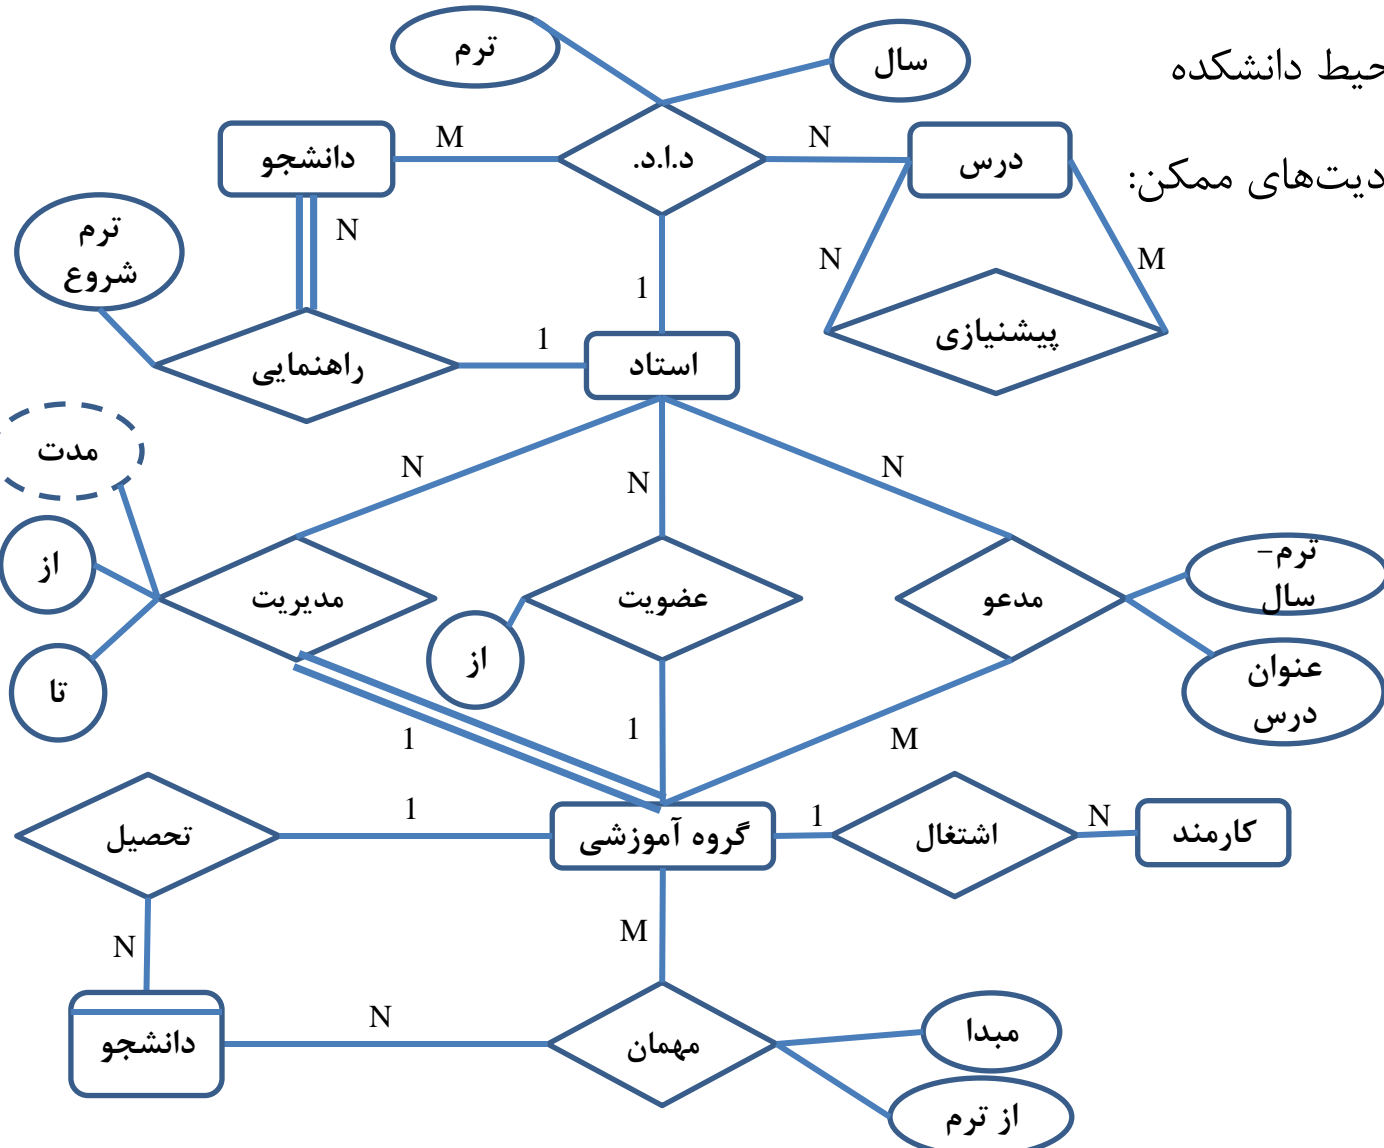 حیط دانشکده
دیت‌های ممکن:
ترم
سال
دانشجو
M
د.ا.د.
N
درس
N
ترم
شروع
1
N
M
راهنمایی
1
استاد
پیشنیازی
مدت
N
N
N
از
تا
مدیریت
از
عضویت
مدعو
ترم-
سال
عنوان
درس
1
1
M
تحصیل
1
گروه آموزشی
1
اشتغال
N
کارمند
N
M
دانشجو
N
مهمان
مبدا
از ترم